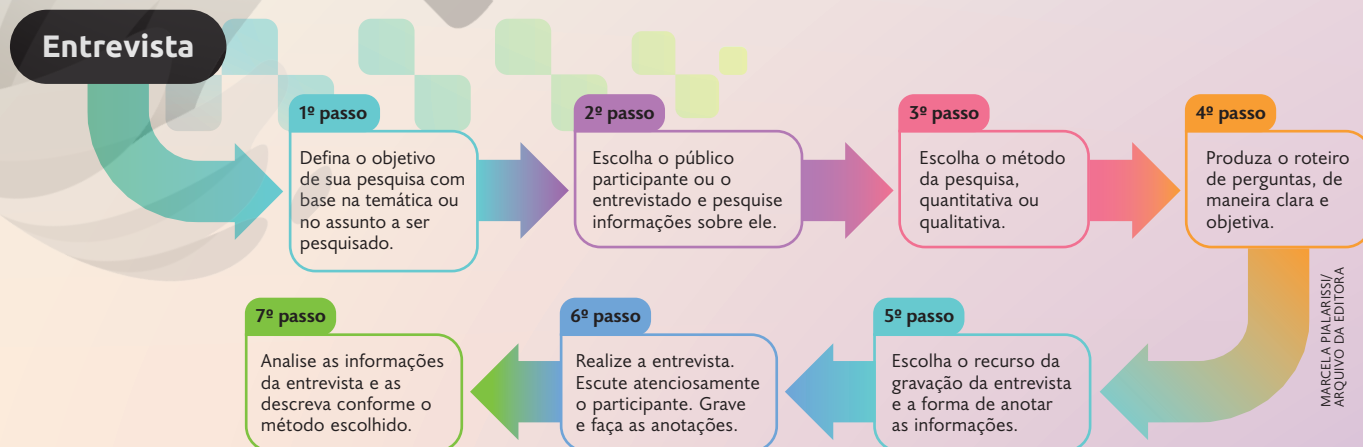 Entrevista
1º passo
Defina o objetivo
de sua pesquisa com
base na temática ou
no assunto a ser
pesquisado.
2º passo
Escolha o público
participante ou o
entrevistado e pesquise
informações sobre ele.
3º passo
Escolha o método
da pesquisa,
quantitativa ou
qualitativa.
4º passo
Produza o roteiro
de perguntas, de
maneira clara e
objetiva.
5º passo
Escolha o recurso da
gravação da entrevista
e a forma de anotar
as informações.
6º passo
Realize a entrevista.
Escute atenciosamente
o participante. Grave
e faça as anotações.
7º passo
Analise as informações
da entrevista e as
descreva conforme o
método escolhido.
MARCELA PIALARISSI/
ARQUIVO DA EDITORA